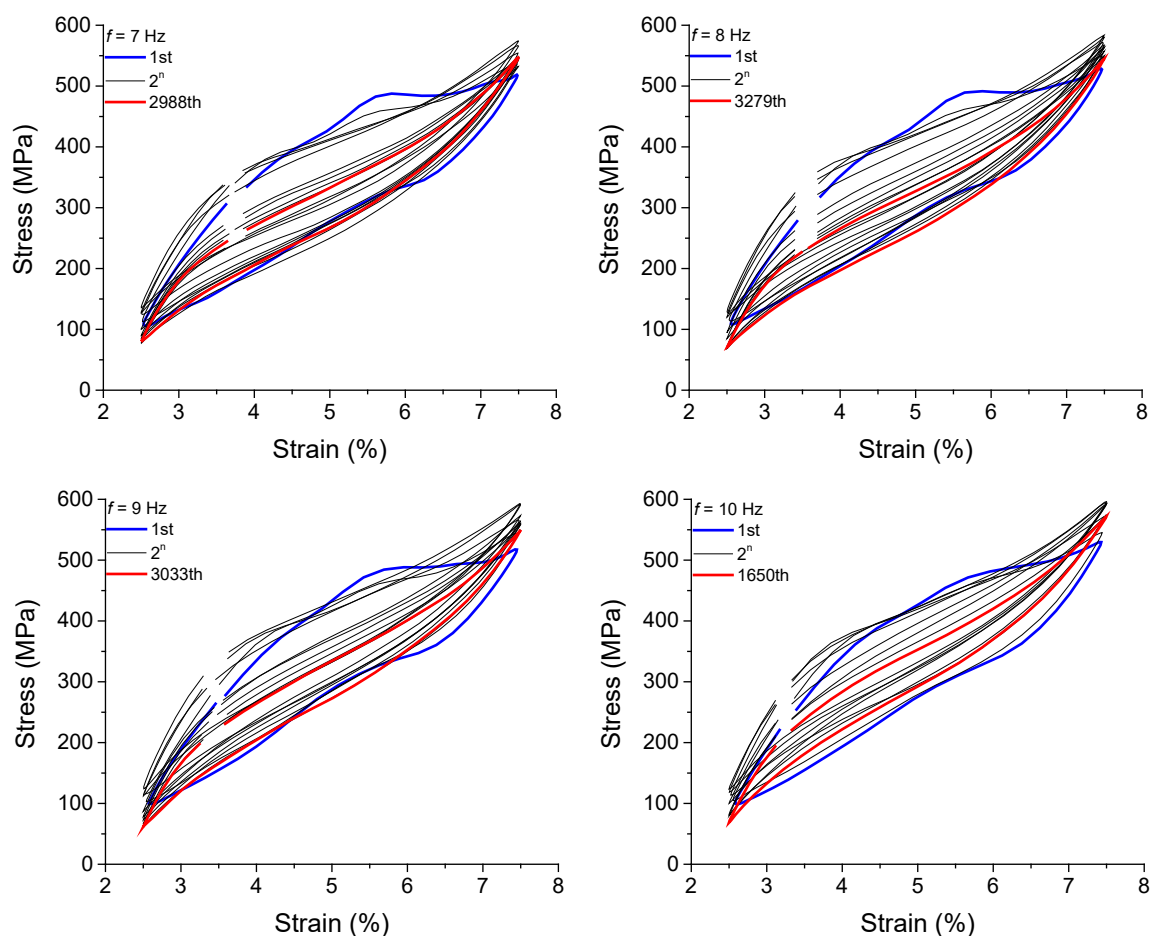 f = 7 Hz
1st
2ⁿ
2988th
600
500
400
300
200
100
0
2 3 4 5 6 7 8
Stress (MPa)
Strain (%)
f = 8 Hz
1st
2ⁿ
3279th
600
500
400
300
200
100
0
2 3 4 5 6 7 8
Stress (MPa)
Strain (%)
f = 9 Hz
1st
2ⁿ
3033th
600
500
400
300
200
100
0
2 3 4 5 6 7 8
Stress (MPa)
Strain (%)
f = 10 Hz
1st
2ⁿ
1650th
600
500
400
300
200
100
0
2 3 4 5 6 7 8
Stress (MPa)
Strain (%)